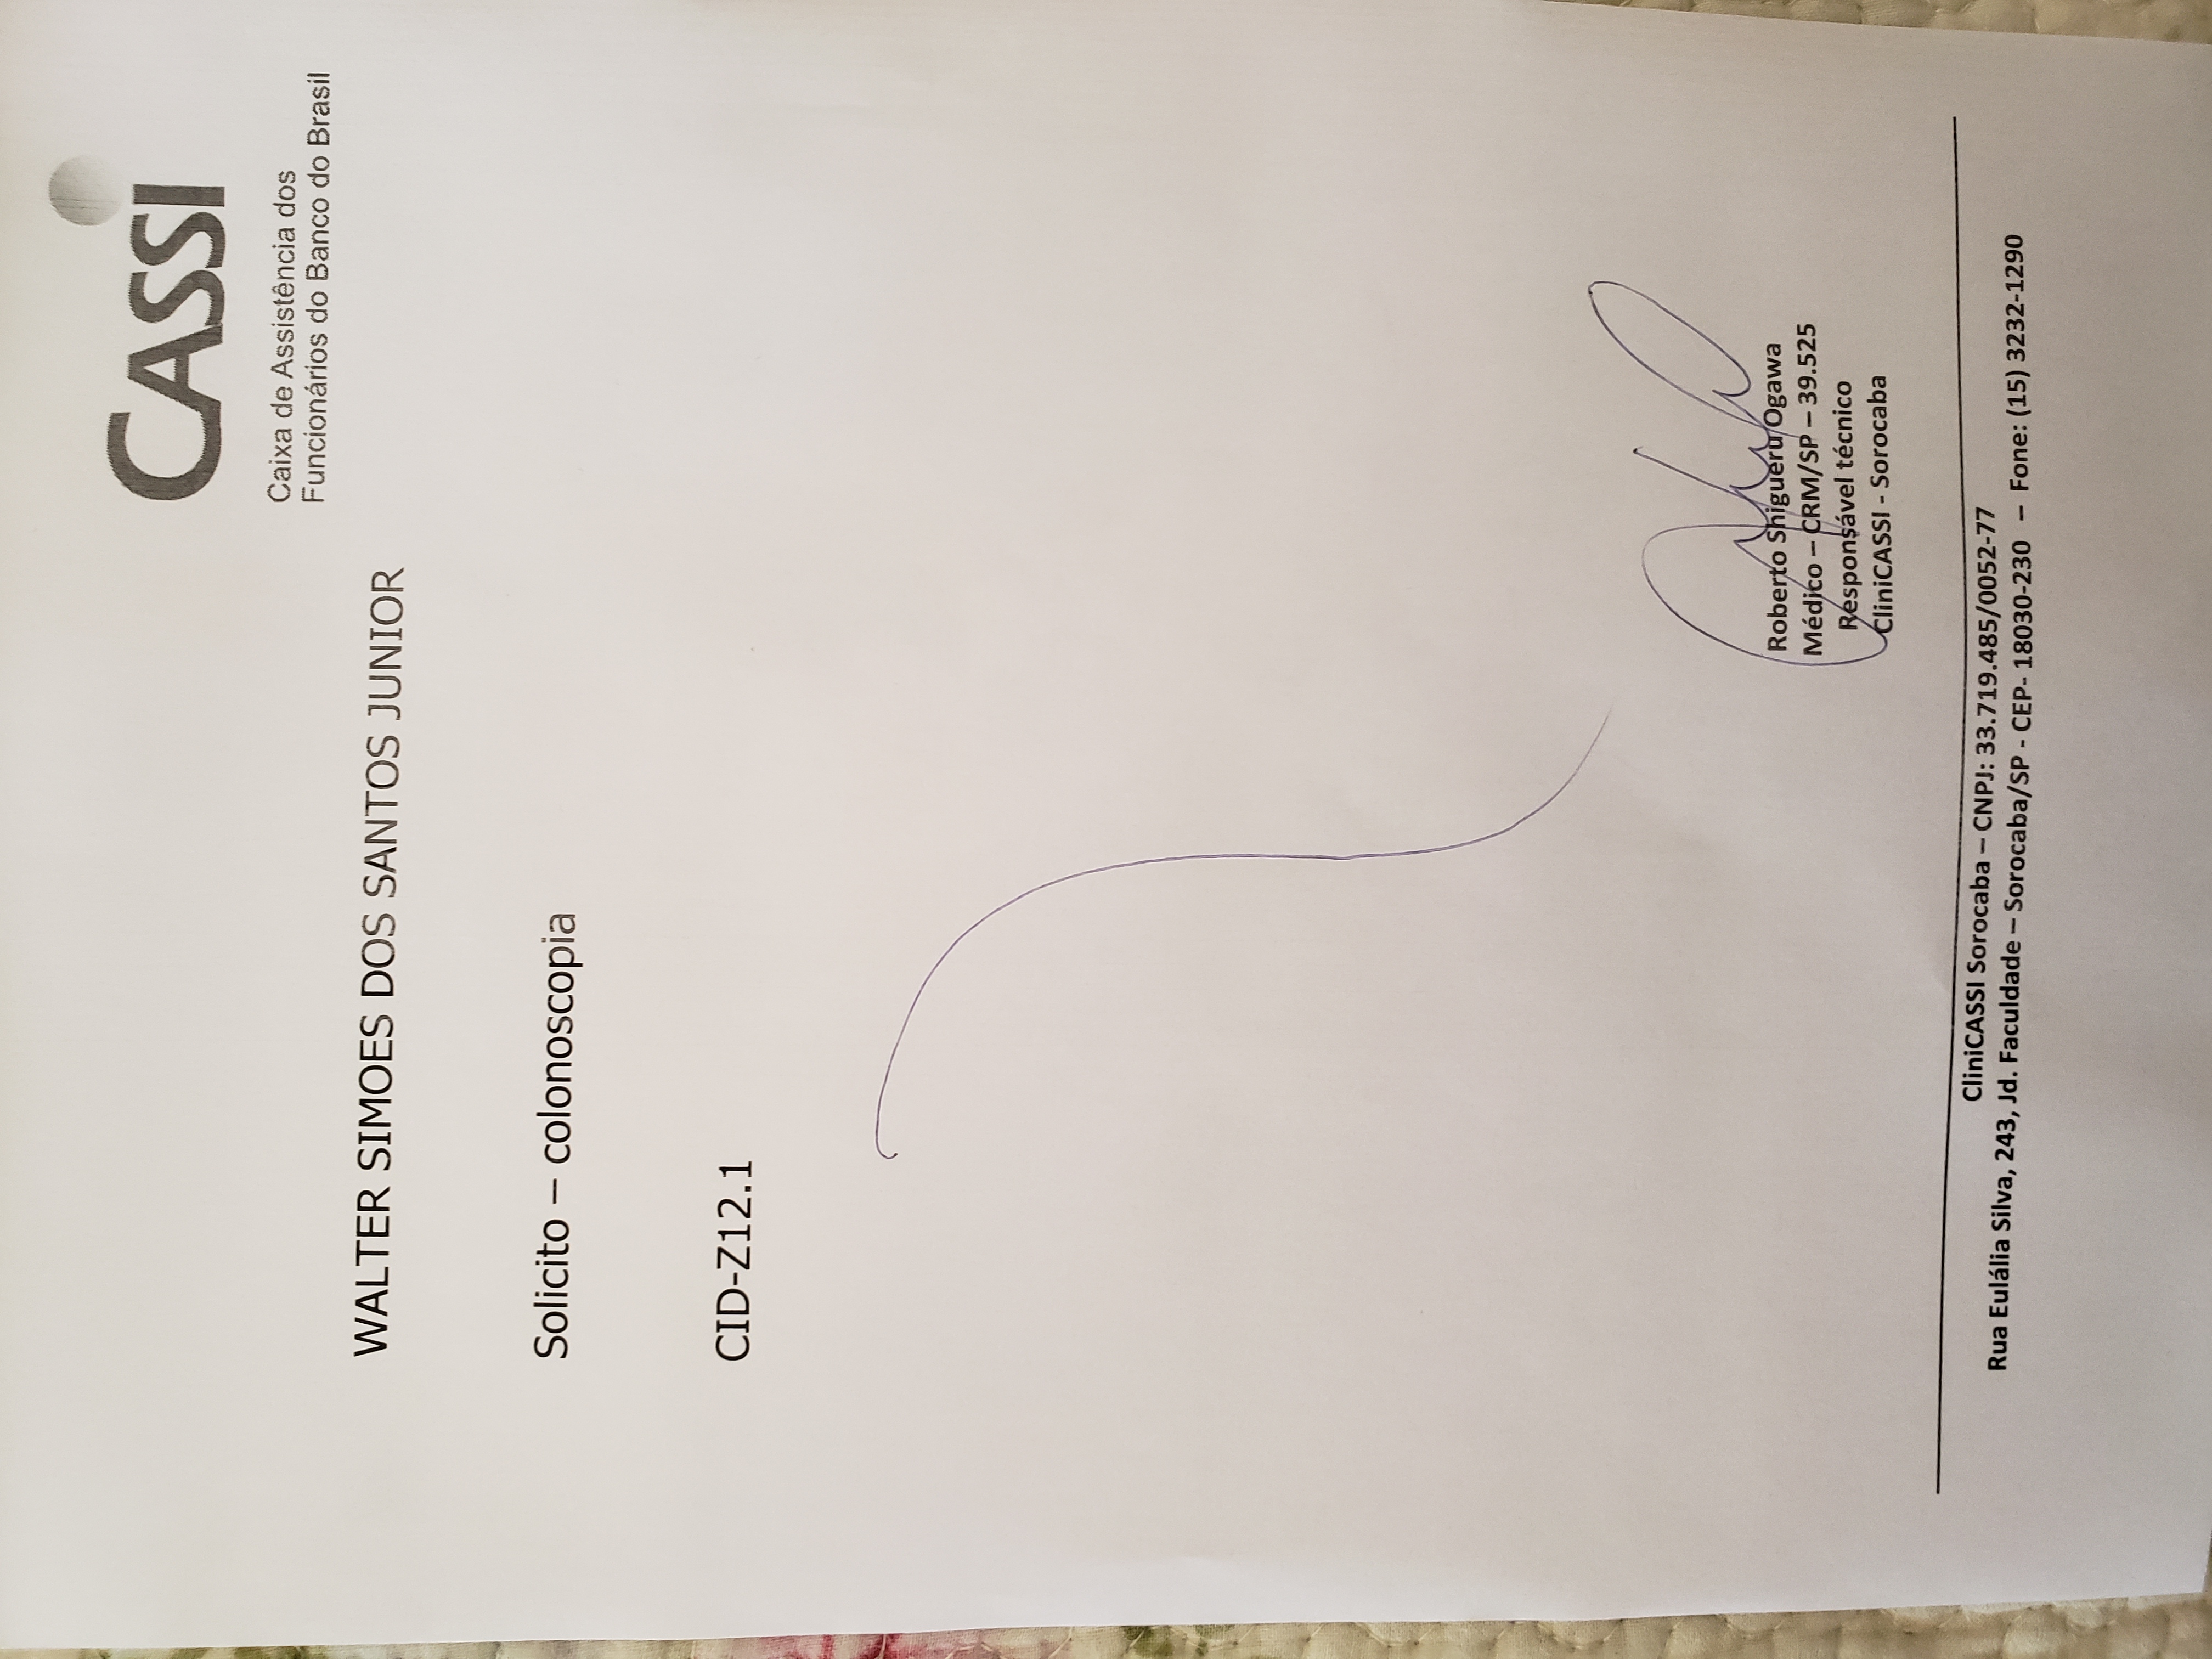 CASSI
Caixa de Assistência dos
Funcionários do Banco do Brasil
WALTER SIMOES DOS SANTOS JUNIOR
Solicito – colonoscopia
CID-Z12.1
Roberto Shigueru Ogawa
Médico – CRM/SP – 39.525
Responsável técnico
CliniCASSI - Sorocaba
CliniCASSI Sorocaba – CNPJ: 33.719.485/0052-77
Rua Eulália Silva, 243, Jd. Faculdade – Sorocaba/SP - CEP- 18030-230 – Fone: (15) 3232-1290